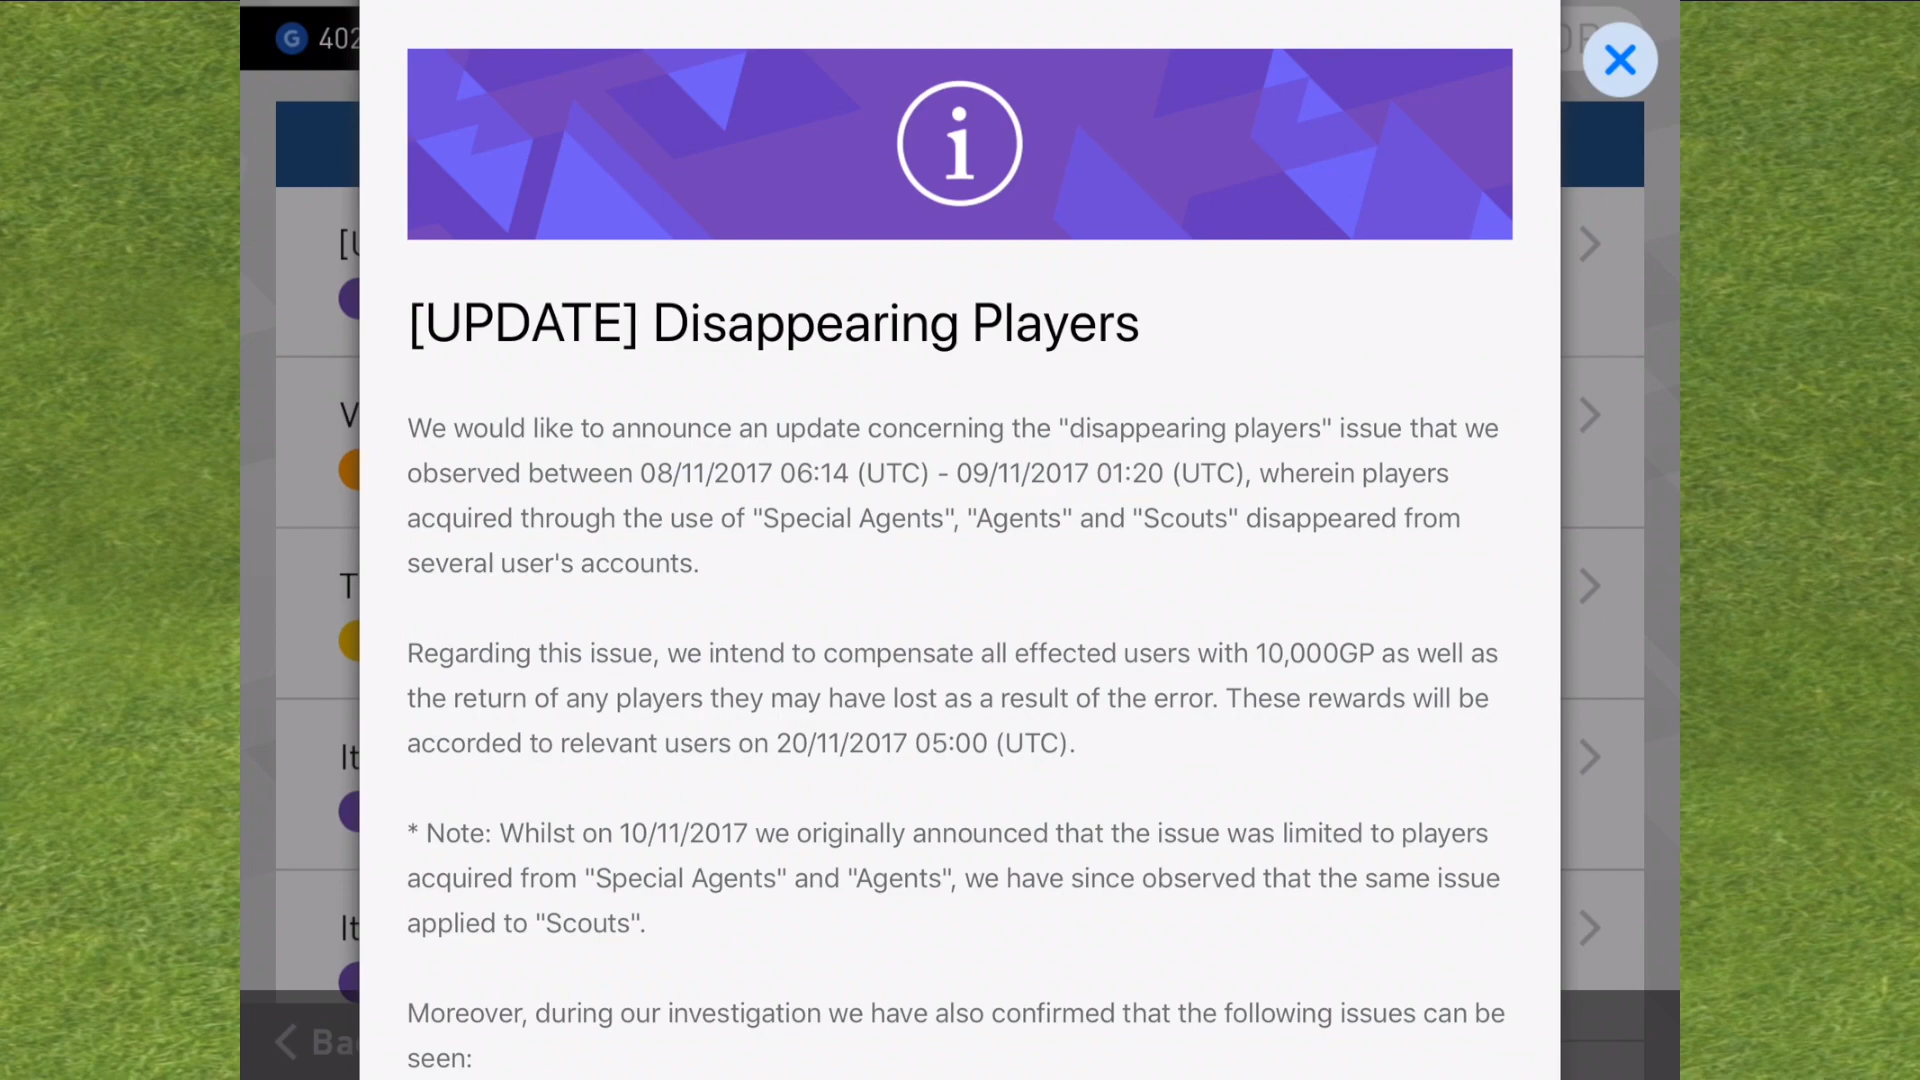 402
[UPDATE] Disappearing Players
We would like to announce an update concerning the "disappearing players" issue that we
observed between 08/11/2017 06:14 (UTC) - 09/11/2017 01:20 (UTC), wherein players
acquired through the use of "Special Agents", "Agents" and "Scouts" disappeared from
several user's accounts.
Regarding this issue, we intend to compensate all effected users with 10,000GP as well as
the return of any players they may have lost as a result of the error. These rewards will be
accorded to relevant users on 20/11/2017 05:00 (UTC).
* Note: Whilst on 10/11/2017 we originally announced that the issue was limited to players
acquired from "Special Agents" and "Agents", we have since observed that the same issue
applied to "Scouts".
Moreover, during our investigation we have also confirmed that the following issues can be
seen: